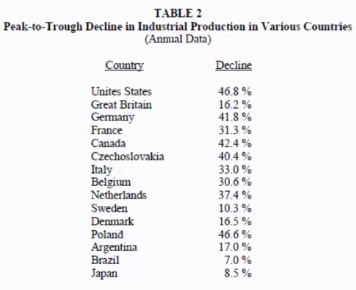 TABLE 2
Peak-to-Trough Decline in Industrial Production in Various Countries
(Annual Data)
Country Decline
Unites States 46.8 %
Great Britain 16.2 %
Germany 41.8 %
France 31.3 %
Canada 42.4 %
Czechoslovakia 40.4 %
Italy 33.0 %
Belgium 30.6 %
Netherlands 37.4 %
Sweden 10.3 %
Denmark 16.5 %
Poland 46.6 %
Argentina 17.0 %
Brazil 7.0 %
Japan 8.5 %